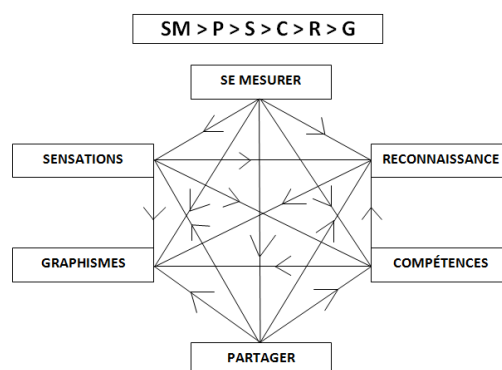 SM > P > S > C > R > G
SE MESURER
SENSATIONS
RECONNAISSANCE
GRAPHISMES
COMPÉTENCES
PARTAGER